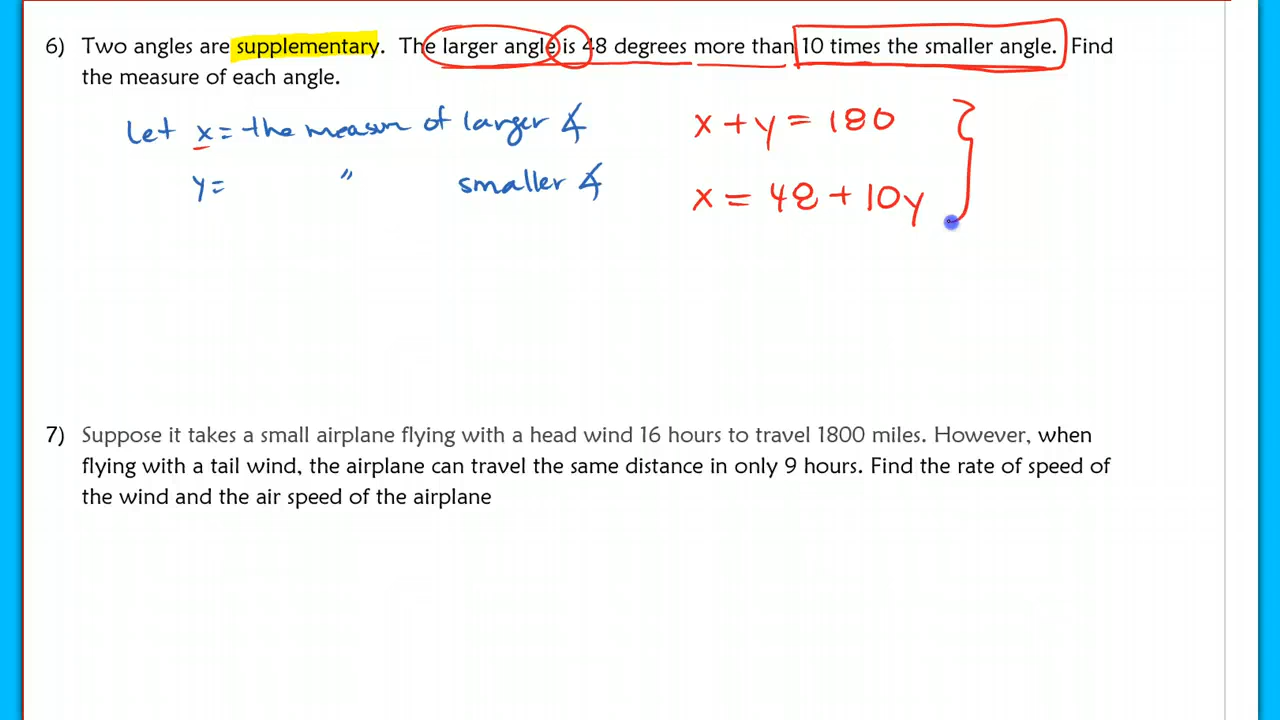 6) Two angles are supplementary. The larger angle is 48 degrees more than 10 times the smaller angle. Find
the measure of each angle.
Let x = the measure of larger ∡
x + y = 180
y = " smaller ∡
x = 48 + 10y
7) Suppose it takes a small airplane flying with a head wind 16 hours to travel 1800 miles. However, when
flying with a tail wind, the airplane can travel the same distance in only 9 hours. Find the rate of speed of
the wind and the air speed of the airplane